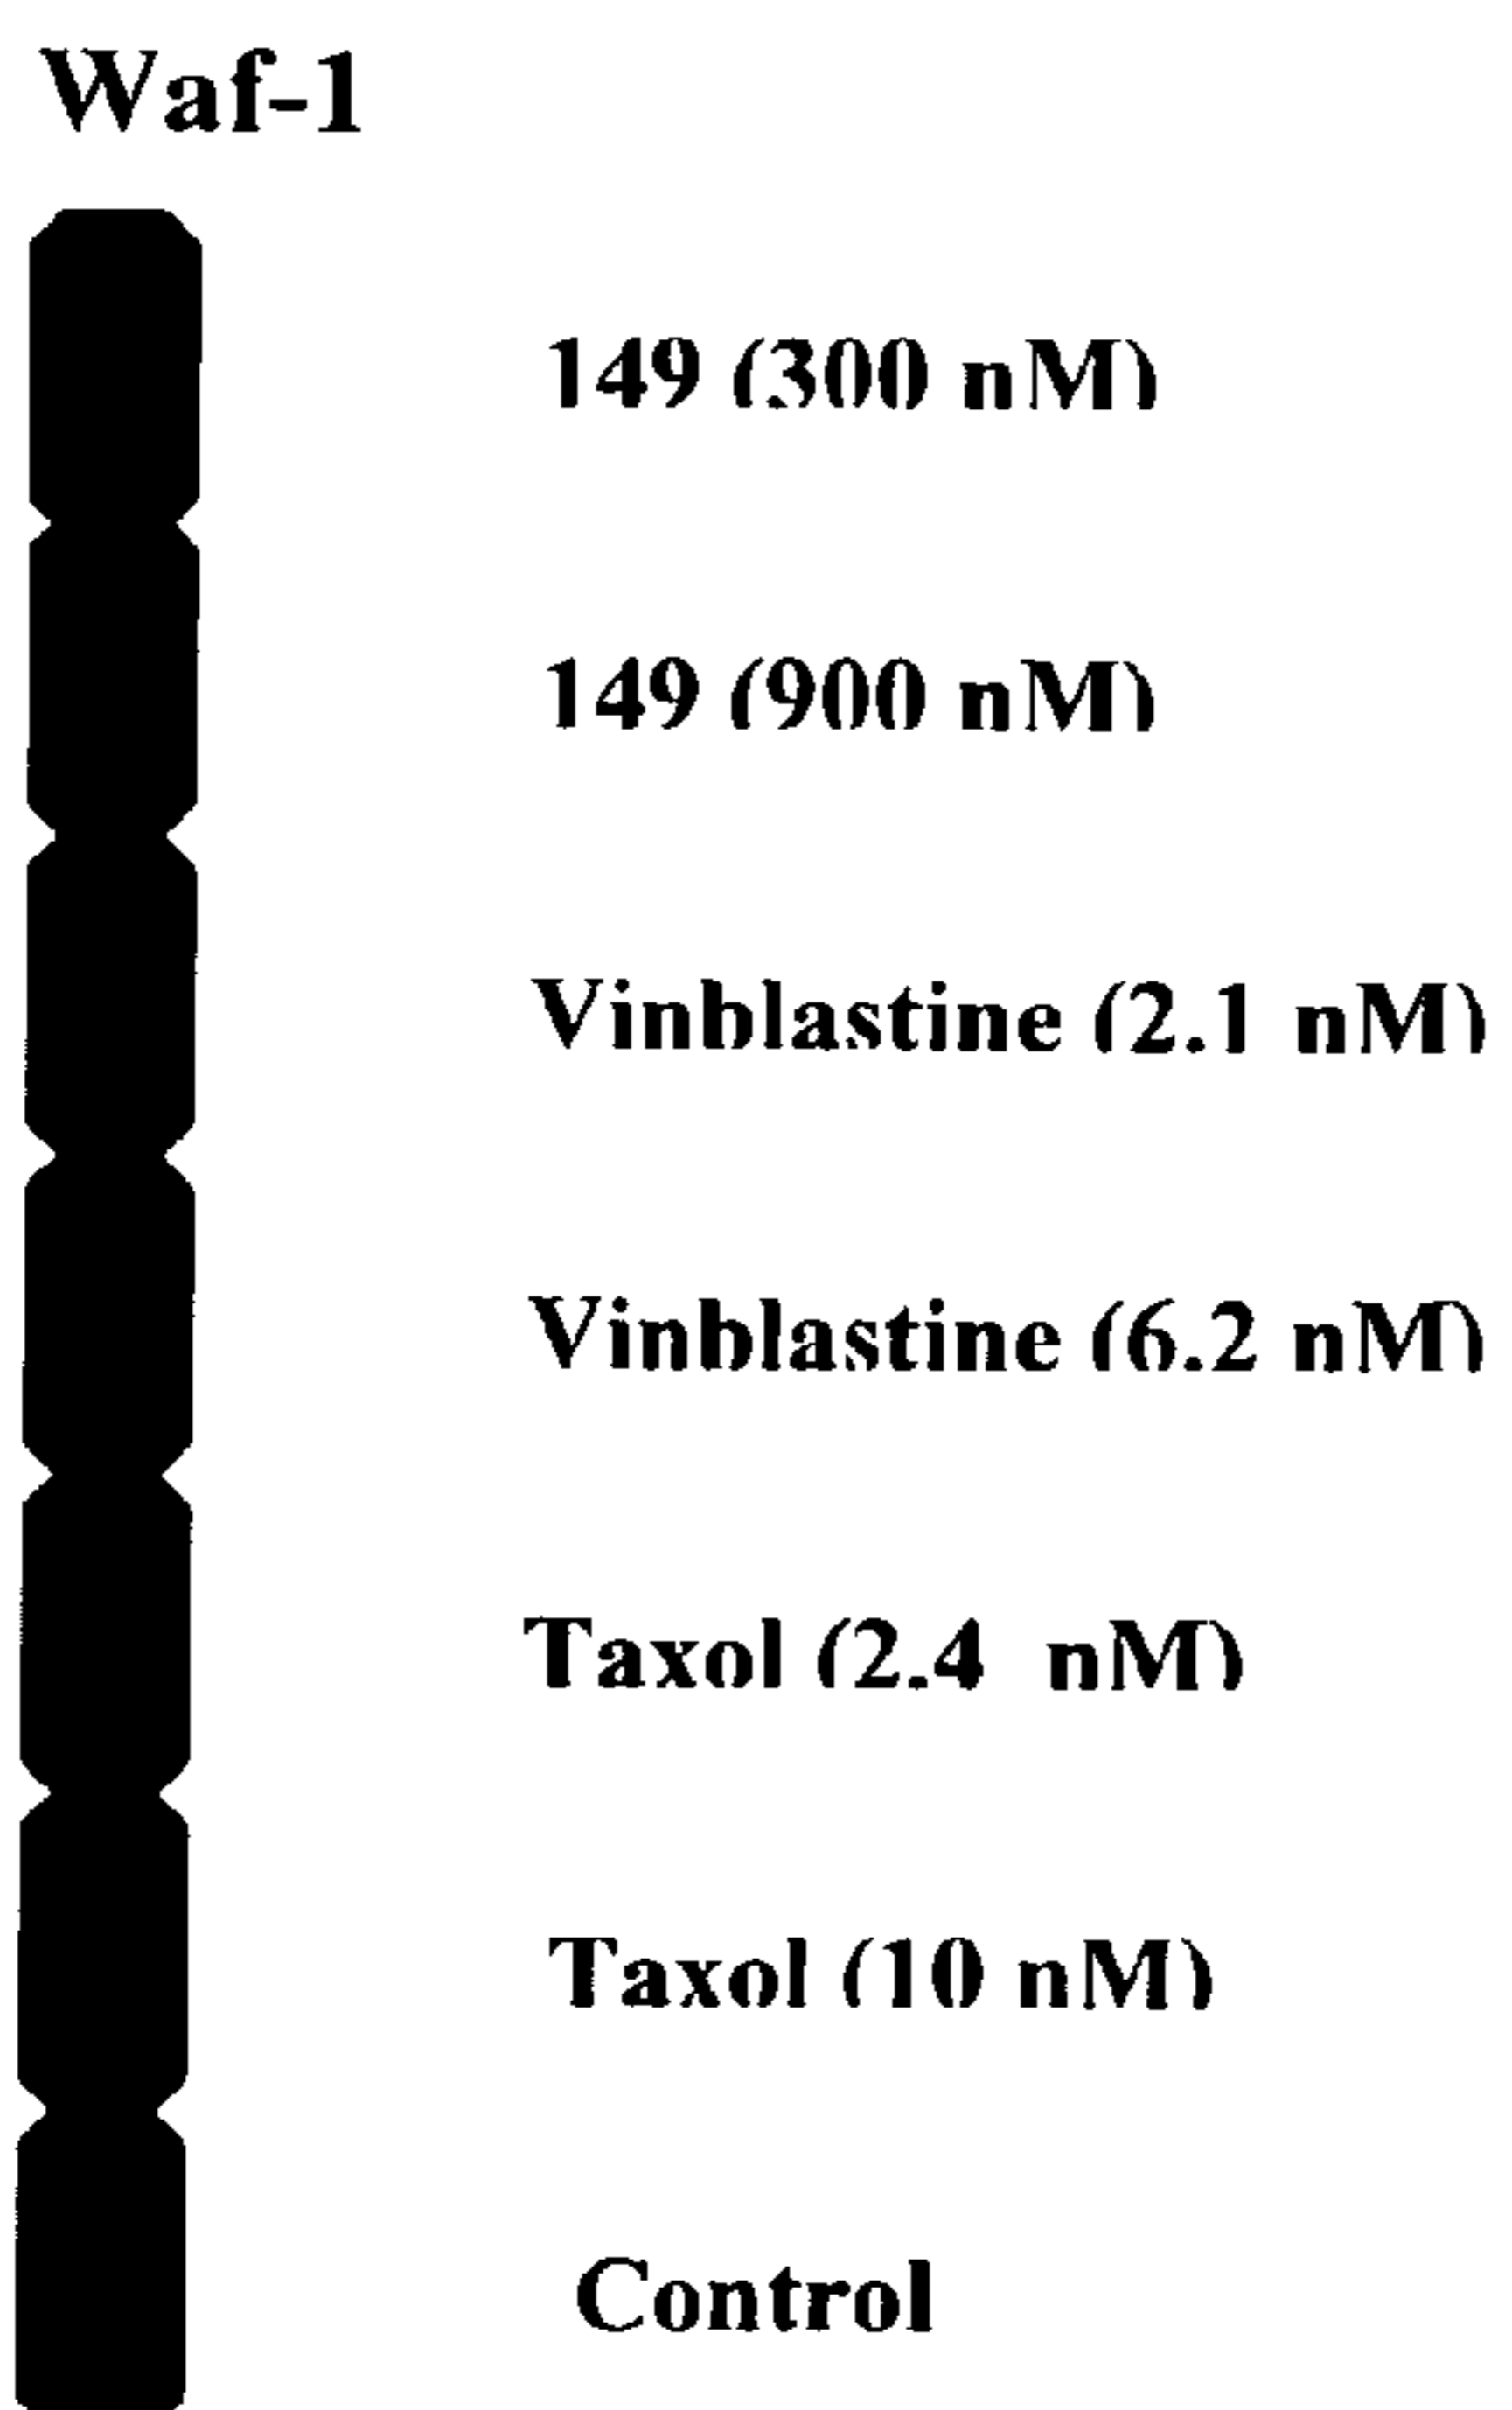 Waf-1
149 (300 nM)
149 (900 nM)
Vinblastine (2.1 nM)
Vinblastine (6.2 nM)
Taxol (2.4 nM)
Taxol (10 nM)
Control